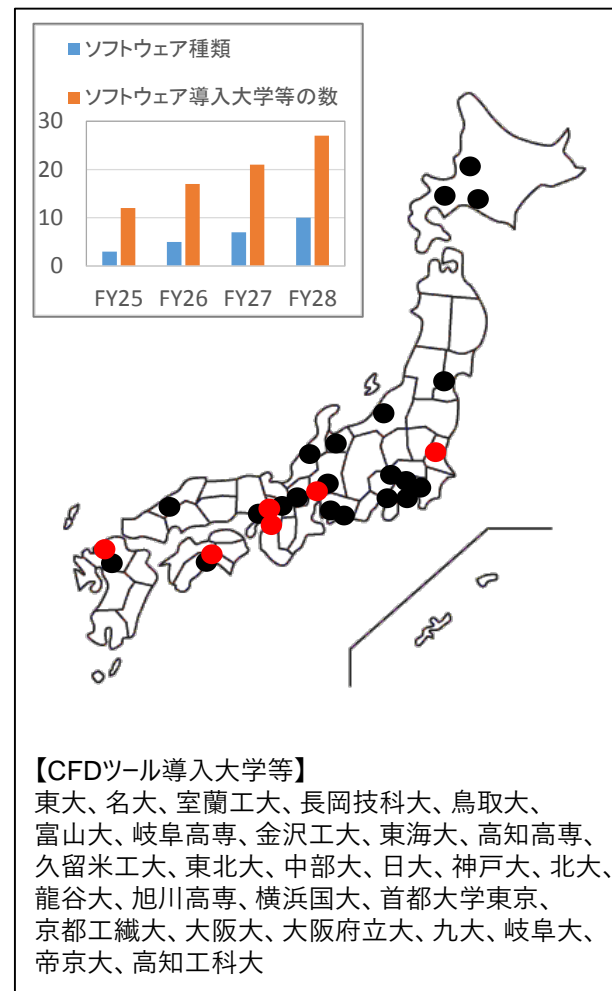 ソフトウェア種類
ソフトウェア導入大学等の数
30
20
10
0
FY25 FY26 FY27 FY28
【CFDツール導入大学等】
東大、名大、室蘭工大、長岡技科大、鳥取大、
富山大、岐阜高専、金沢工大、東海大、高知高専、
久留米工大、東北大、中部大、日大、神戸大、北大、
龍谷大、旭川高専、横浜国大、首都大学東京、
京都工繊大、大阪大、大阪府立大、九大、岐阜大、
帝京大、高知工科大